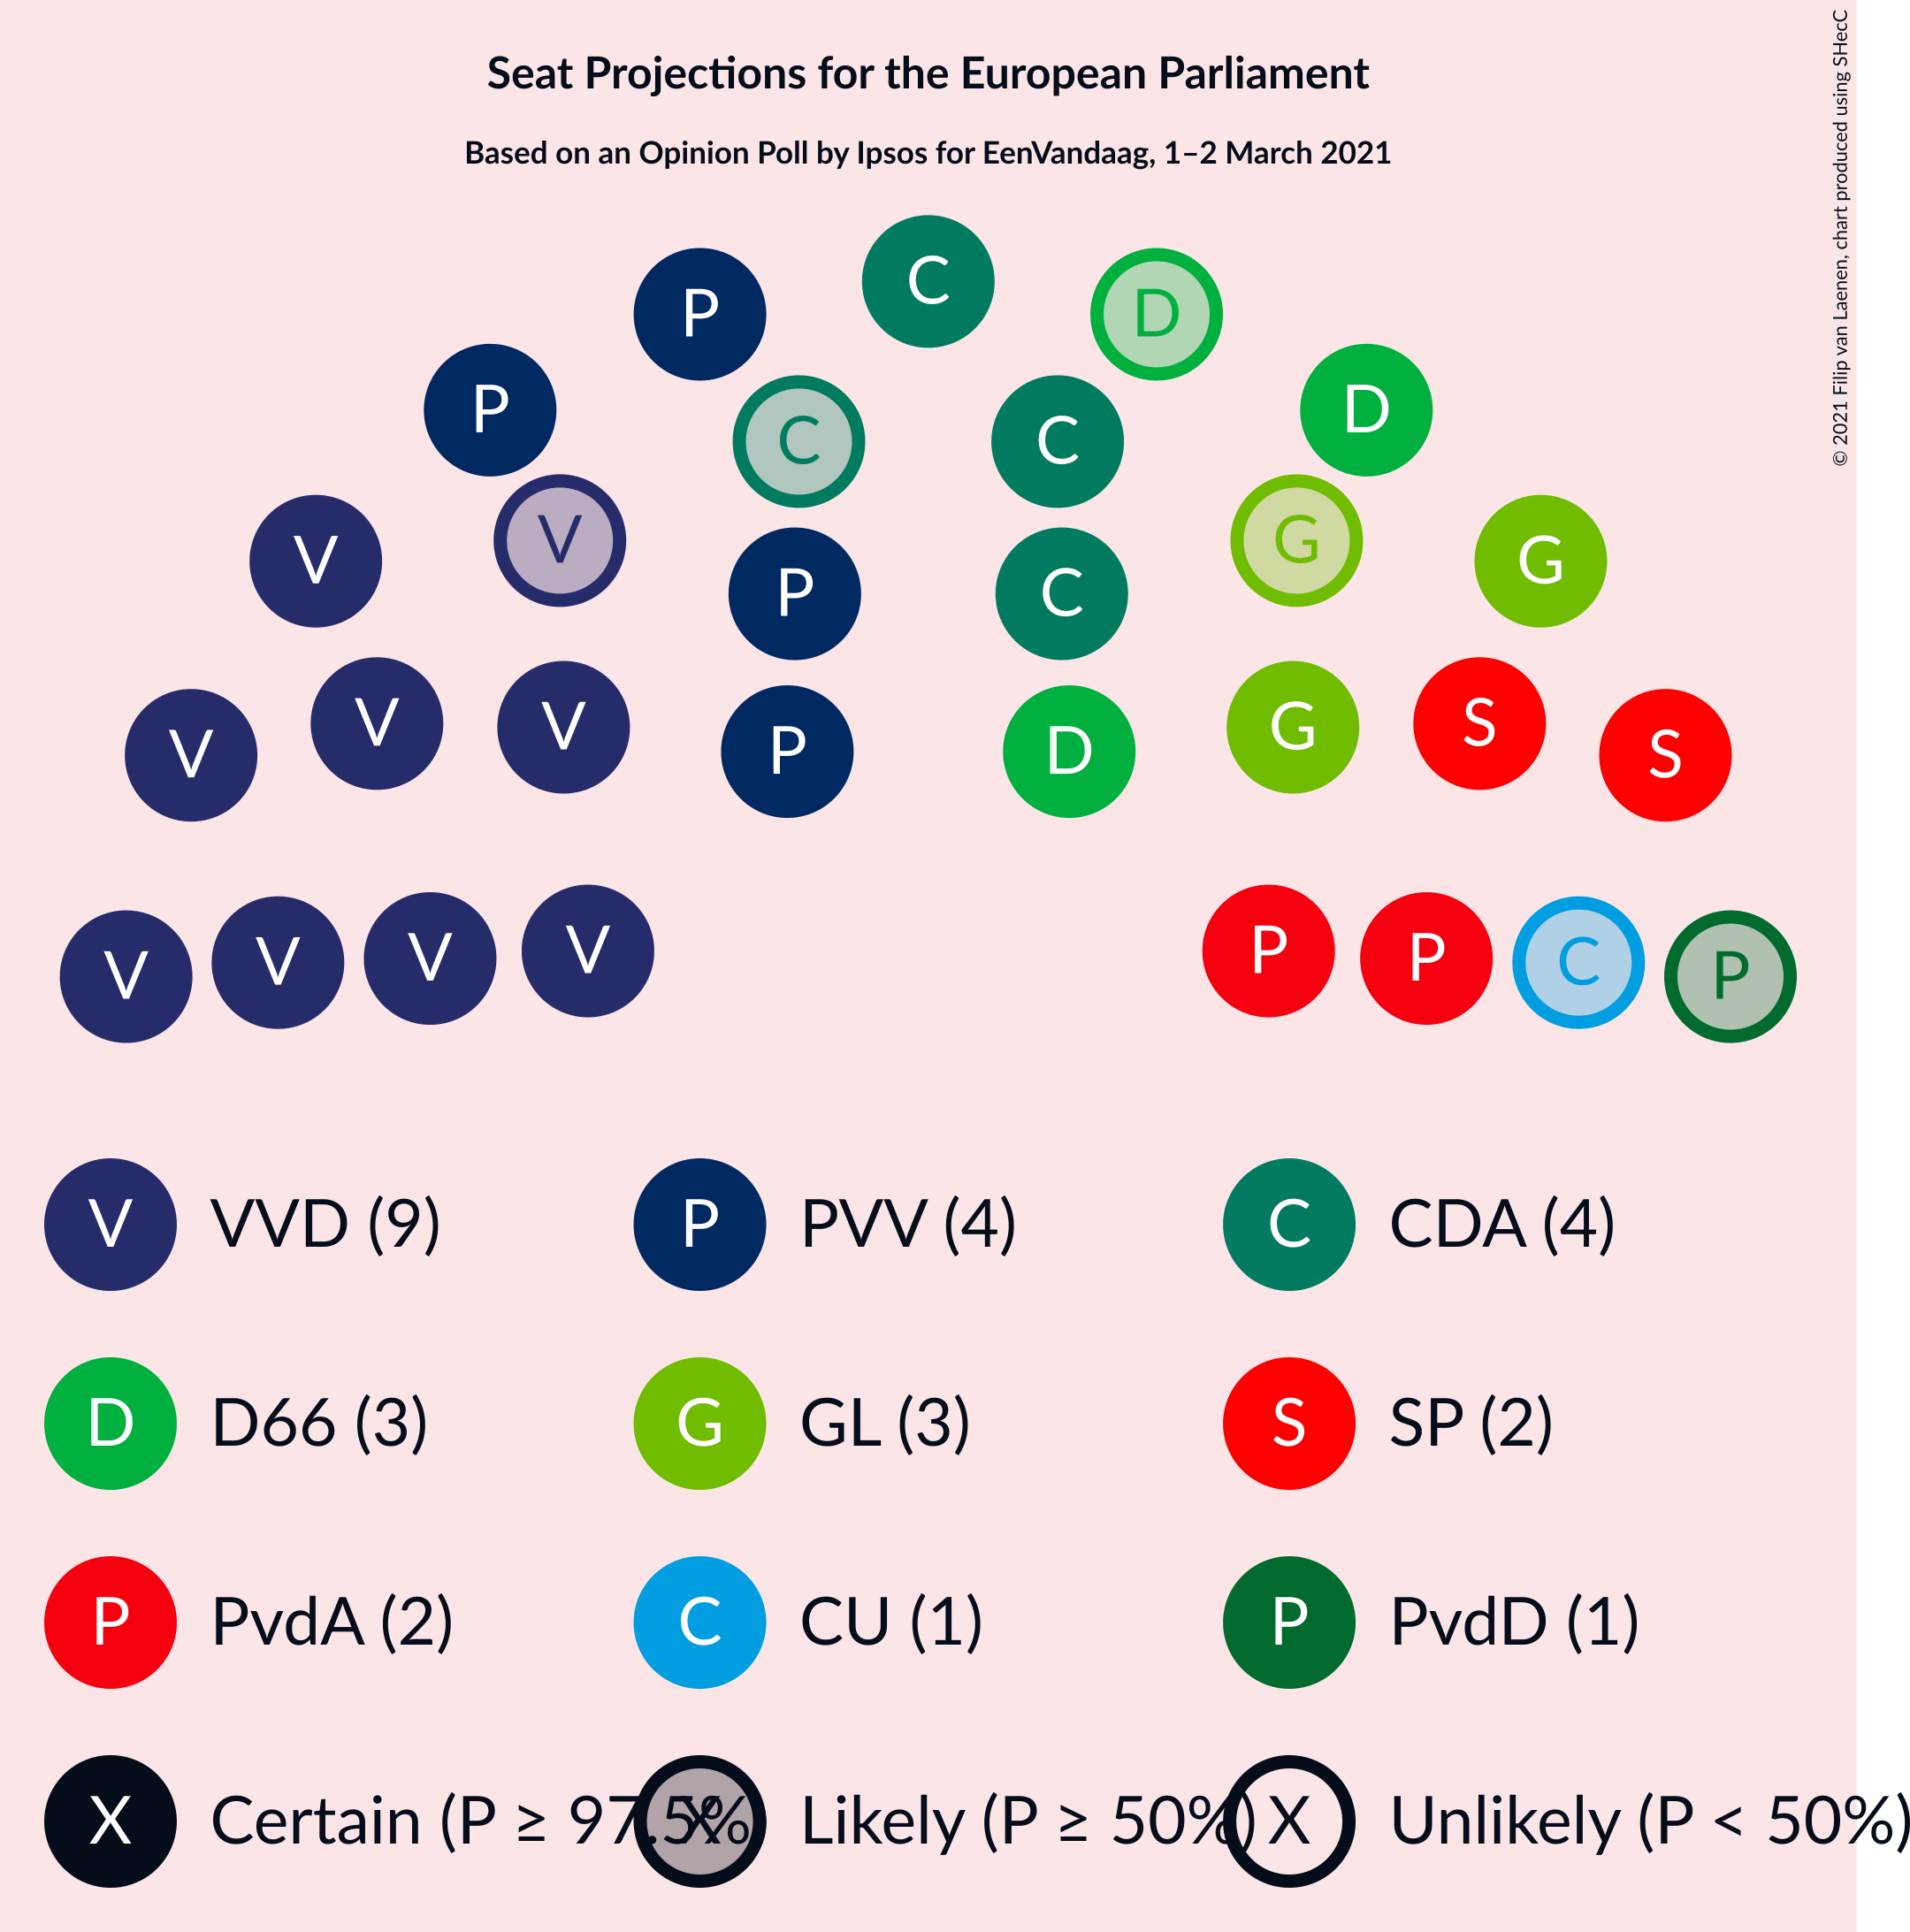 Seat Projections for the European Parliament
Based on an Opinion Poll by Ipsos for EenVandaag, 1–2 March 2021
© 2021 Filip van Laenen, chart produced using SHecC
C
P D
P D
C C
V G
V G
P C
V S
V G
P D
V S
V P
V P
V C
V P
V VVD (9) P PVV (4) C CDA (4)
D D66 (3) G GL (3) S SP (2)
P PvdA (2) C CU (1) P PvdD (1)
X Certain (P ≥ 97.5% X Likely (P ≥ 50%) X Unlikely (P < 50%)